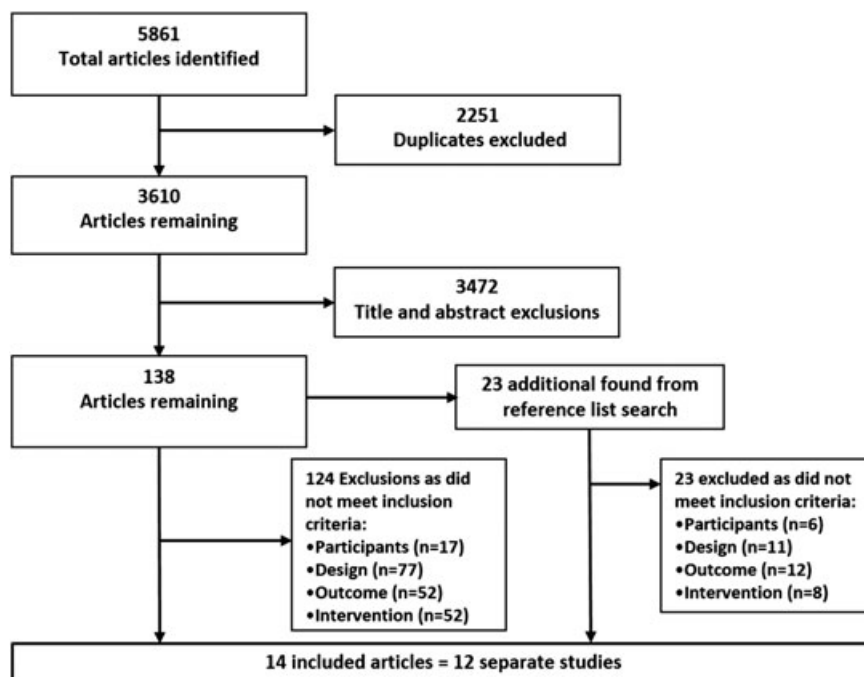 5861
Total articles identified
2251
Duplicates excluded
3610
Articles remaining
3472
Title and abstract exclusions
138
Articles remaining
23 additional found from
reference list search
124 Exclusions as did
not meet inclusion
criteria:
•Participants (n=17)
•Design (n=77)
•Outcome (n=52)
•Intervention (n=52)
23 excluded as did not
meet inclusion criteria:
•Participants (n=6)
•Design (n=11)
•Outcome (n=12)
•Intervention (n=8)
14 included articles = 12 separate studies